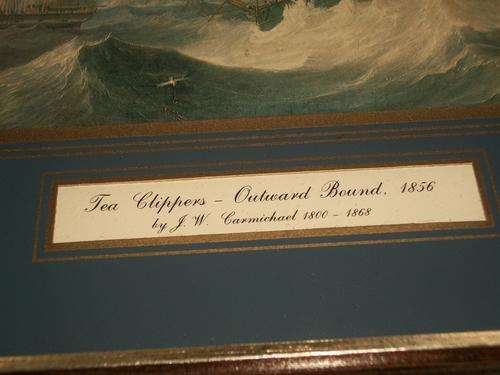 Tea Clippers - Outward Bound, 1856
by J. W. Carmichael 1800 - 1868